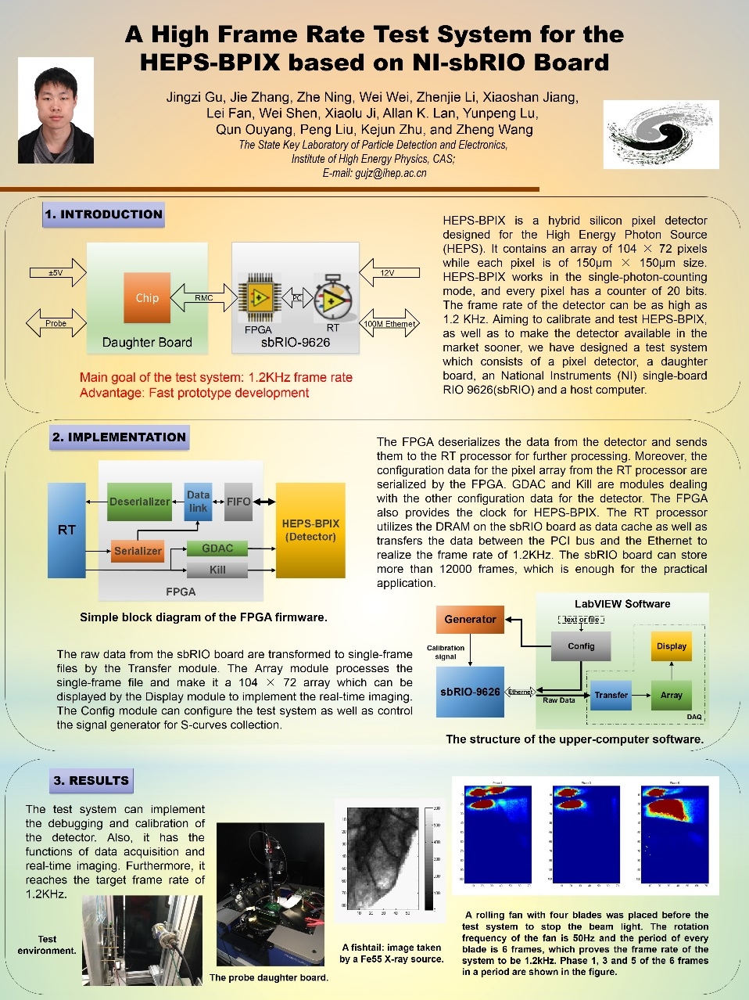 A High Frame Rate Test System for the
HEPS-BPIX based on NI-sbRIO Board
Jingzi Gu, Jie Zhang, Zhe Ning, Wei Wei, Zhenjie Li, Xiaoshan Jiang,
Lei Fan, Wei Shen, Xiaolu Ji, Allan K. Lan, Yunpeng Lu,
Qun Ouyang, Peng Liu, Kejun Zhu, and Zheng Wang
The State Key Laboratory of Particle Detection and Electronics,
Institute of High Energy Physics, CAS;
E-mail: gujz@ihep.ac.cn
1. INTRODUCTION
±5V
Probe
Chip
Daughter Board
RMC
FPGA
PC
RT
sbRIO-9626
12V
100M Ethernet
Main goal of the test system: 1.2KHz frame rate
Advantage: Fast prototype development
HEPS-BPIX is a hybrid silicon pixel detector
designed for the High Energy Photon Source
(HEPS). It contains an array of 104 × 72 pixels
while each pixel is of 150μm × 150μm size.
HEPS-BPIX works in the single-photon-counting
mode, and every pixel has a counter of 20 bits.
The frame rate of the detector can be as high as
1.2 KHz. Aiming to calibrate and test HEPS-BPIX,
as well as to make the detector available in the
market sooner, we have designed a test system
which consists of a pixel detector, a daughter
board, an National Instruments (NI) single-board
RIO 9626(sbRIO) and a host computer.
2. IMPLEMENTATION
RT
Deserializer
Data
link
FIFO
HEPS-BPIX
(Detector)
Serializer
GDAC
Kill
FPGA
Simple block diagram of the FPGA firmware.
The FPGA deserializes the data from the detector and sends
them to the RT processor for further processing. Moreover, the
configuration data for the pixel array from the RT processor are
serialized by the FPGA. GDAC and Kill are modules dealing
with the other configuration data for the detector. The FPGA
also provides the clock for HEPS-BPIX. The RT processor
utilizes the DRAM on the sbRIO board as data cache as well as
transfers the data between the PCI bus and the Ethernet to
realize the frame rate of 1.2KHz. The sbRIO board can store
more than 12000 frames, which is enough for the practical
application.
The raw data from the sbRIO board are transformed to single-frame
files by the Transfer module. The Array module processes the
single-frame file and make it a 104 × 72 array which can be
displayed by the Display module to implement the real-time imaging.
The Config module can configure the test system as well as control
the signal generator for S-curves collection.
LabVIEW Software
Generator
text or file
Config
Display
Calibration
signal
sbRIO-9626
Ethernet
Raw Data
Transfer
Array
DAQ
The structure of the upper-computer software.
3. RESULTS
The test system can implement
the debugging and calibration of
the detector. Also, it has the
functions of data acquisition and
real-time imaging. Furthermore, it
reaches the target frame rate of
1.2KHz.
Test
environment.
The probe daughter board.
A fishtail: image taken
by a Fe55 X-ray source.
A rolling fan with four blades was placed before the
test system to stop the beam light. The rotation
frequency of the fan is 50Hz and the period of every
blade is 6 frames, which proves the frame rate of the
system to be 1.2kHz. Phase 1, 3 and 5 of the 6 frames
in a period are shown in the figure.